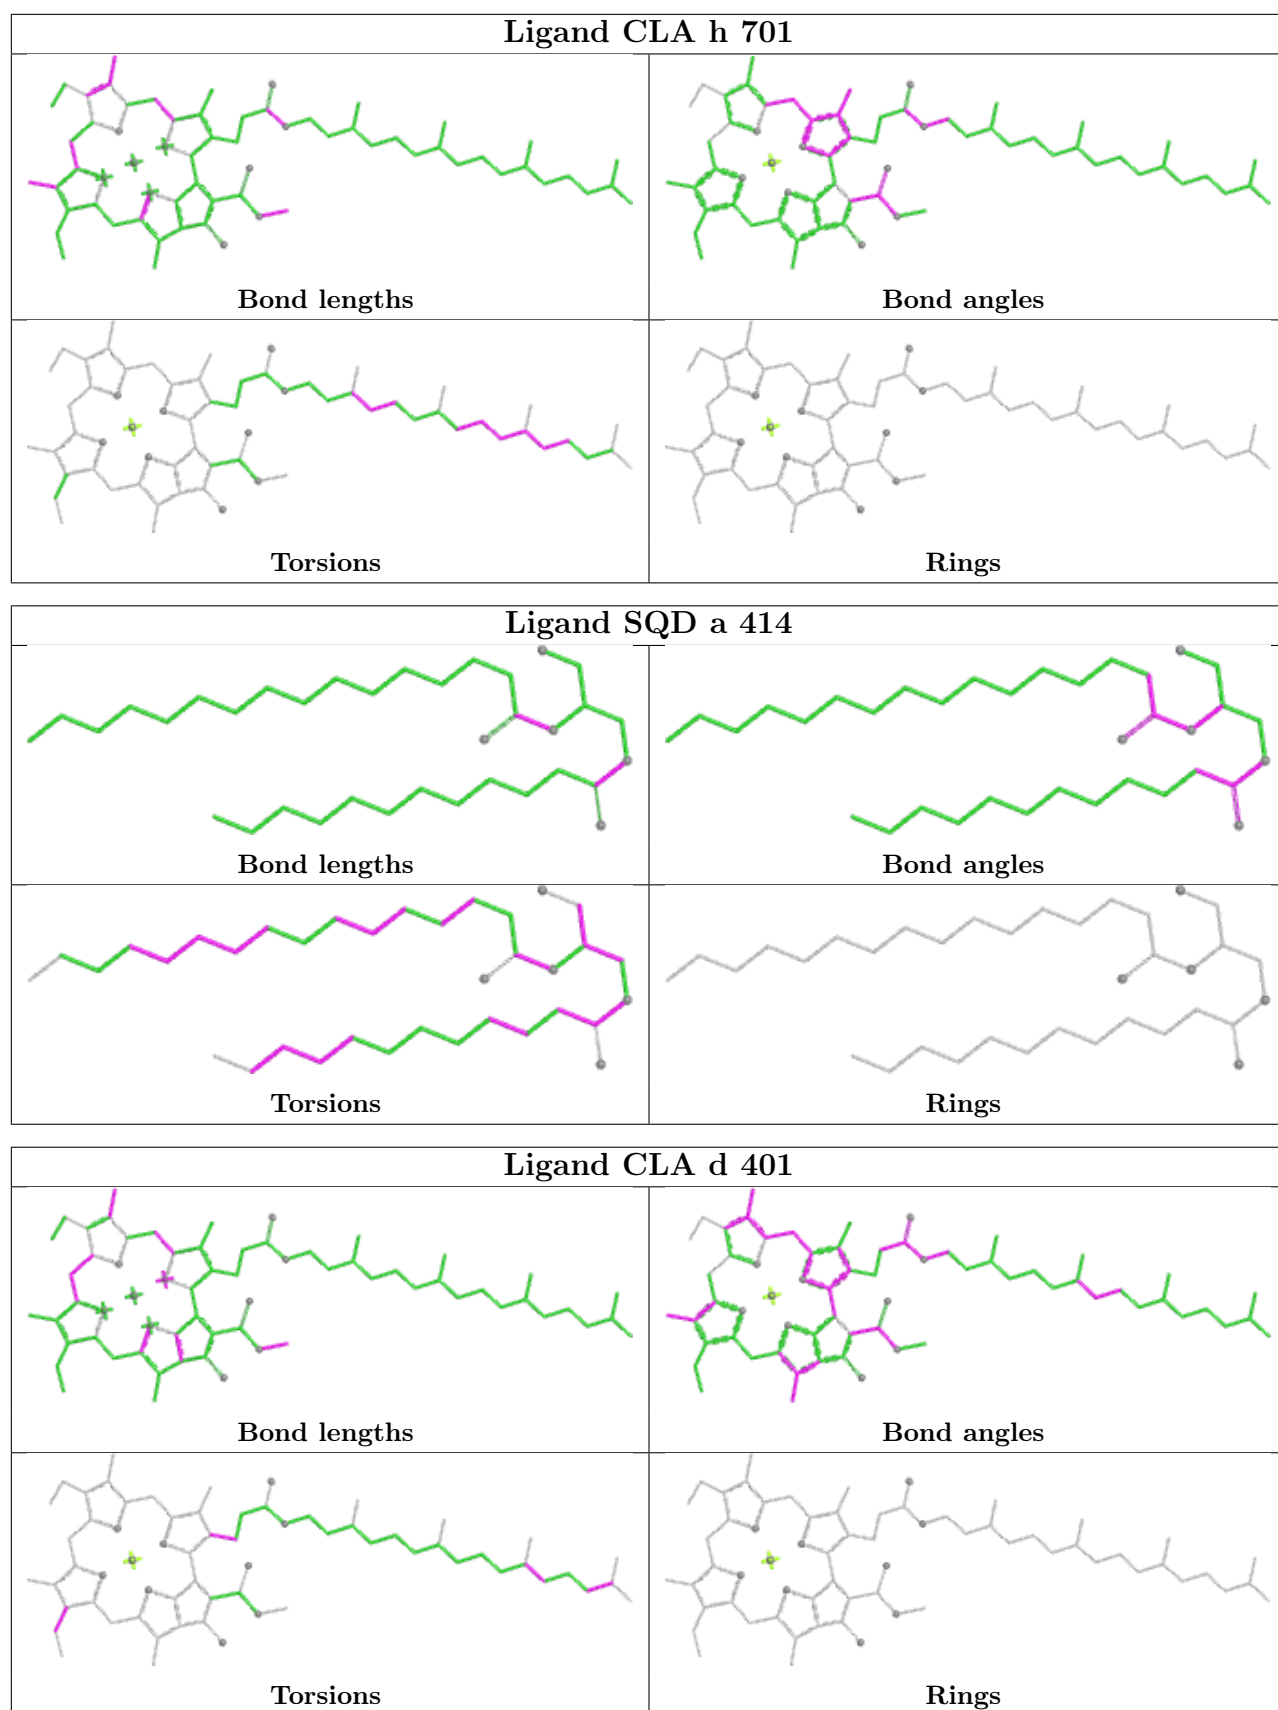 Ligand CLA h 701
Bond lengths
Bond angles
Torsions
Rings
Ligand SQD a 414
Bond lengths
Bond angles
Torsions
Rings
Ligand CLA d 401
Bond lengths
Bond angles
Torsions
Rings